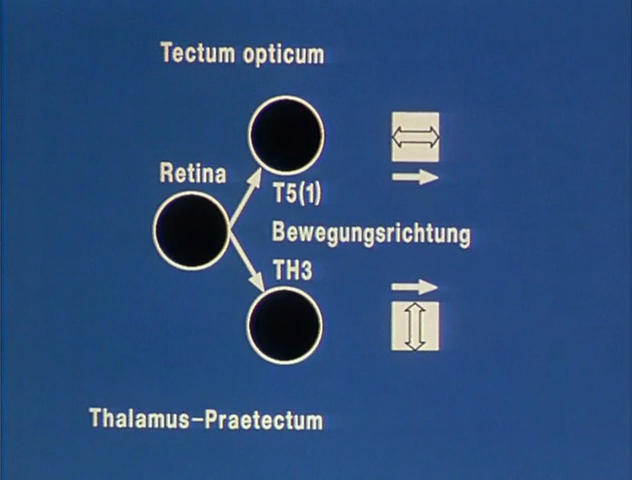 Tectum opticum
Retina
T5(1)
Bewegungsrichtung
TH3
Thalamus-Praetectum